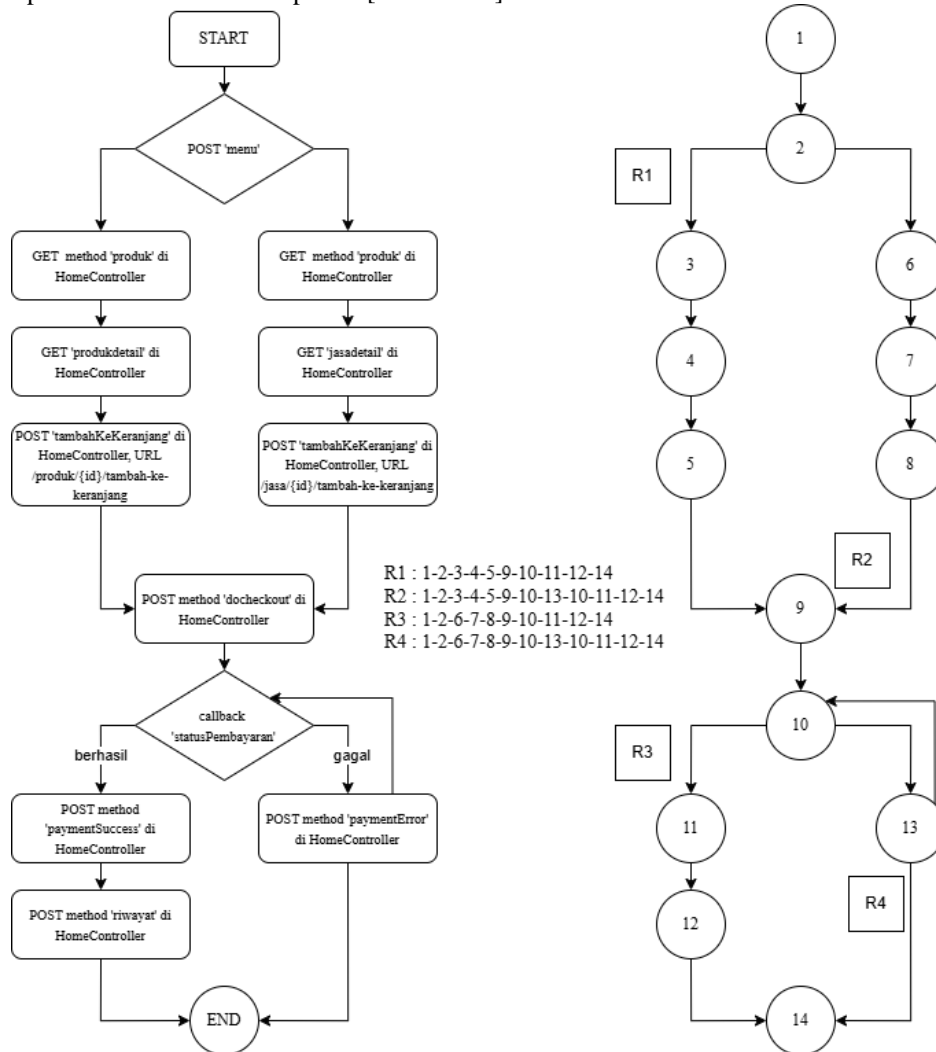 START
POST 'menu'
GET method 'produk' di
HomeController
GET method 'produk' di
HomeController
GET 'produkdetail' di
HomeController
GET 'jasadetail' di
HomeController
POST 'tambahKeKeranjang' di
HomeController, URL
/produk/{id}/tambah-ke-
keranjang
POST 'tambahKeKeranjang' di
HomeController, URL
/jasa/{id}/tambah-ke-keranjang
POST method 'docheckout' di
HomeController
callback
'statusPembayaran'
berhasil
gagal
POST method
'paymentSuccess' di
HomeController
POST method 'paymentError'
di HomeController
POST method 'riwayat' di
HomeController
END
R1 : 1-2-3-4-5-9-10-11-12-14
R2 : 1-2-3-4-5-9-10-13-10-11-12-14
R3 : 1-2-6-7-8-9-10-11-12-14
R4 : 1-2-6-7-8-9-10-13-10-11-12-14
1
2
R1
3
6
4
7
5
8
R2
9
10
R3
11
13
12
R4
14